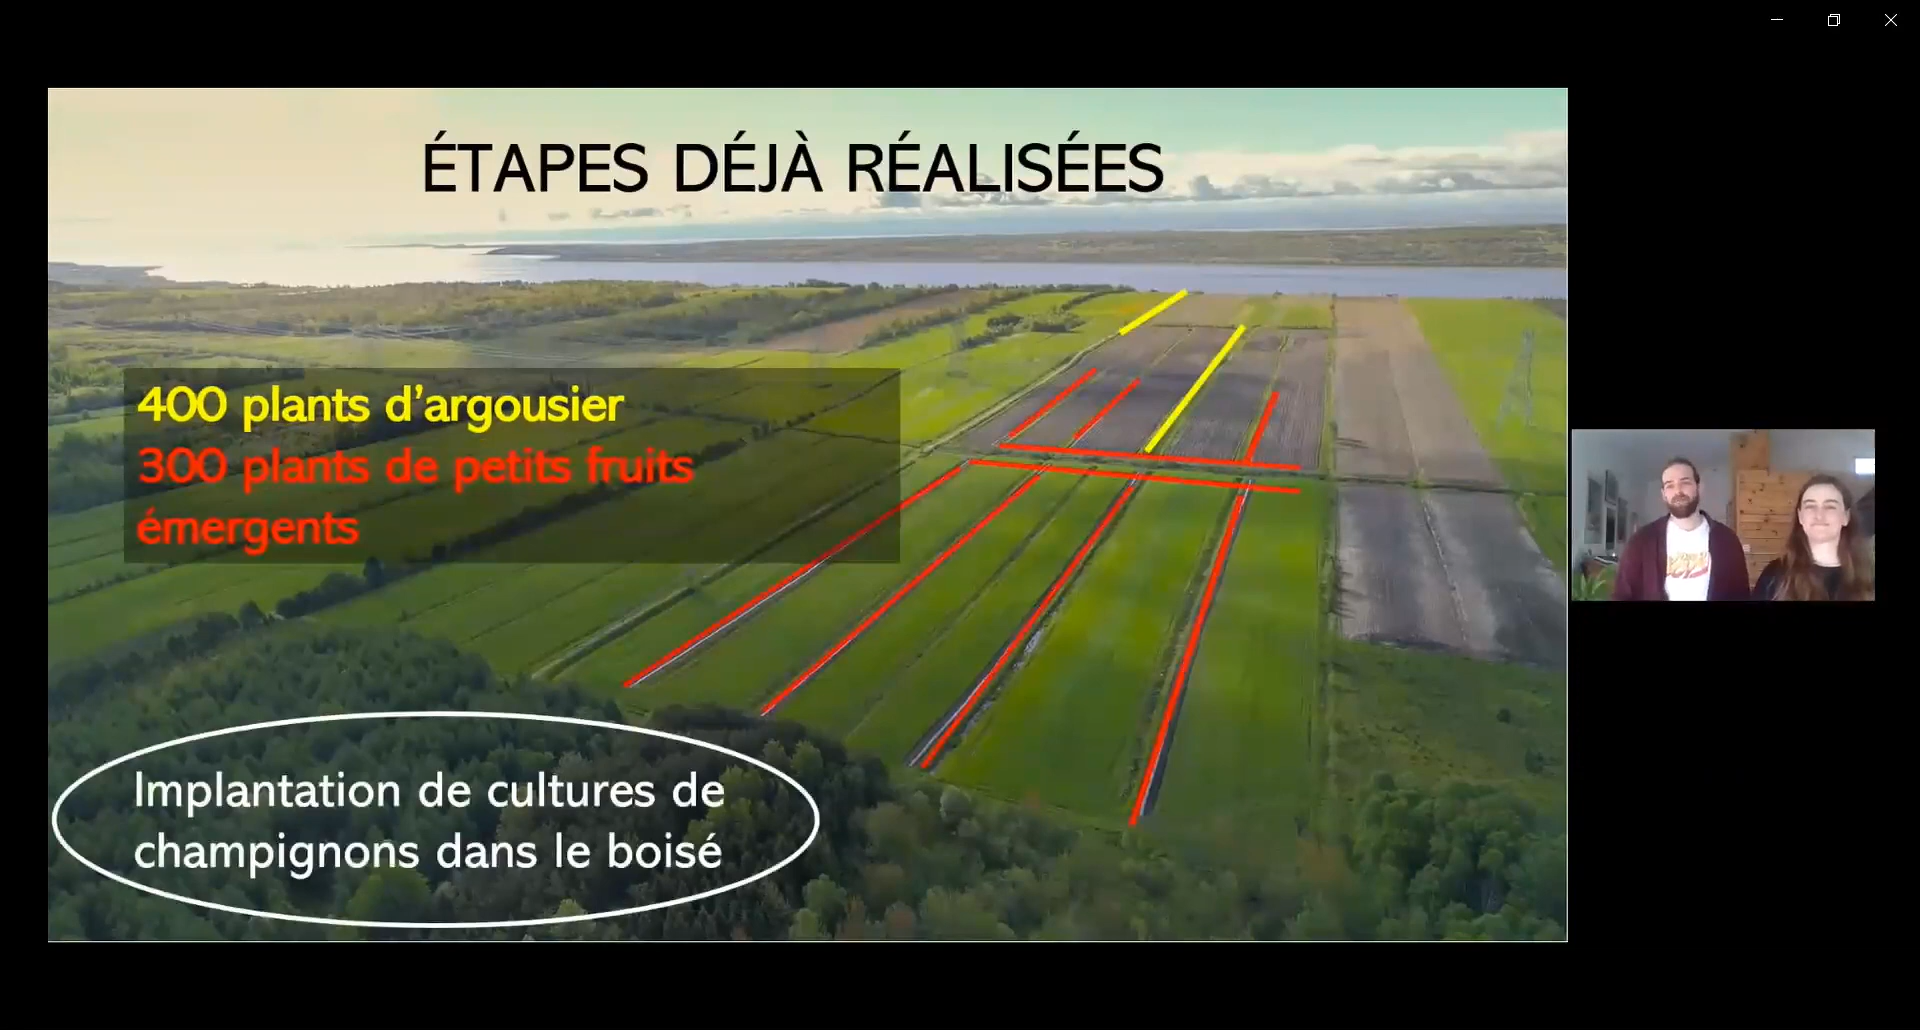 ÉTAPES DÉJÀ RÉALISÉES
400 plants d’argousier
300 plants de petits fruits
émergents
Implantation de cultures de
champignons dans le boisé